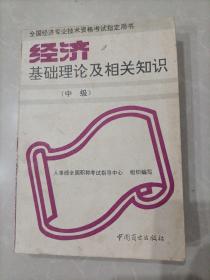 全国经济专业技术资格考试指定用书
经济
基础理论及相关知识
(中级)
人事部全国职称考试指导中心 组织编写
中国商业出版社